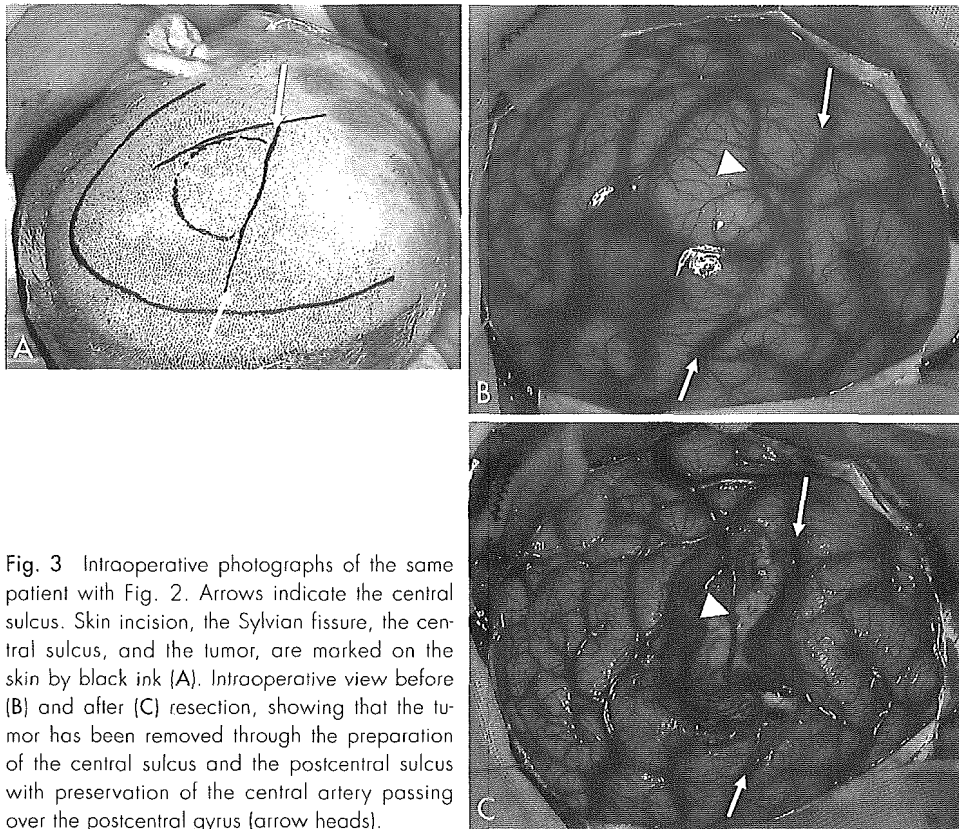 A
B
Fig. 3 Intraoperative photographs of the same
patient with Fig. 2. Arrows indicate the central
sulcus. Skin incision, the Sylvian fissure, the cen-
tral sulcus, and the tumor, are marked on the
skin by black ink (A). Intraoperative view before
(B) and after (C) resection, showing that the tu-
mor has been removed through the preparation
of the central sulcus and the postcentral sulcus
with preservation of the central artery passing
over the postcentral gyrus (arrow heads).
C